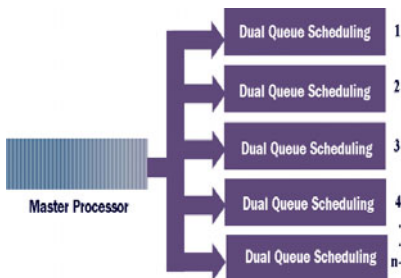 Dual Queue Scheduling 1
Dual Queue Scheduling 2
Dual Queue Scheduling 3
Master Processor
Dual Queue Scheduling 4
.
.
Dual Queue Scheduling n-